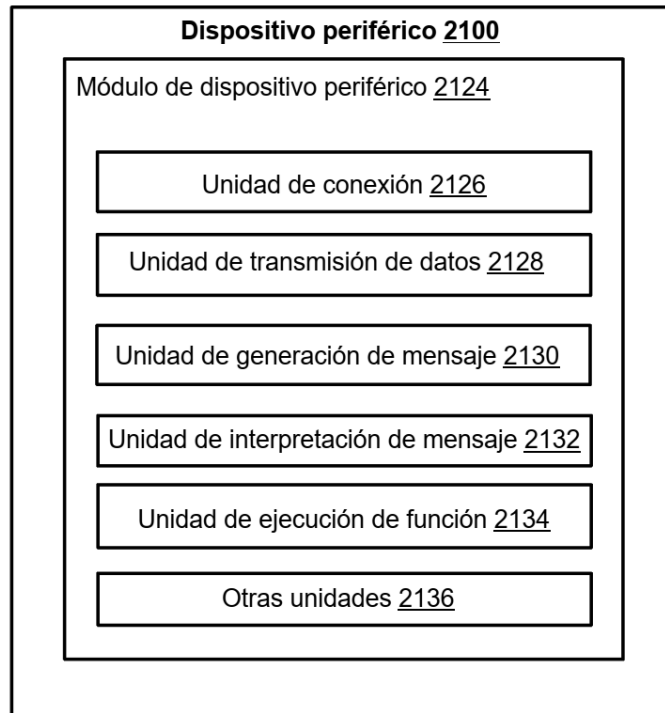 Dispositivo periférico 2100
Módulo de dispositivo periférico 2124
Unidad de conexión 2126
Unidad de transmisión de datos 2128
Unidad de generación de mensaje 2130
Unidad de interpretación de mensaje 2132
Unidad de ejecución de función 2134
Otras unidades 2136